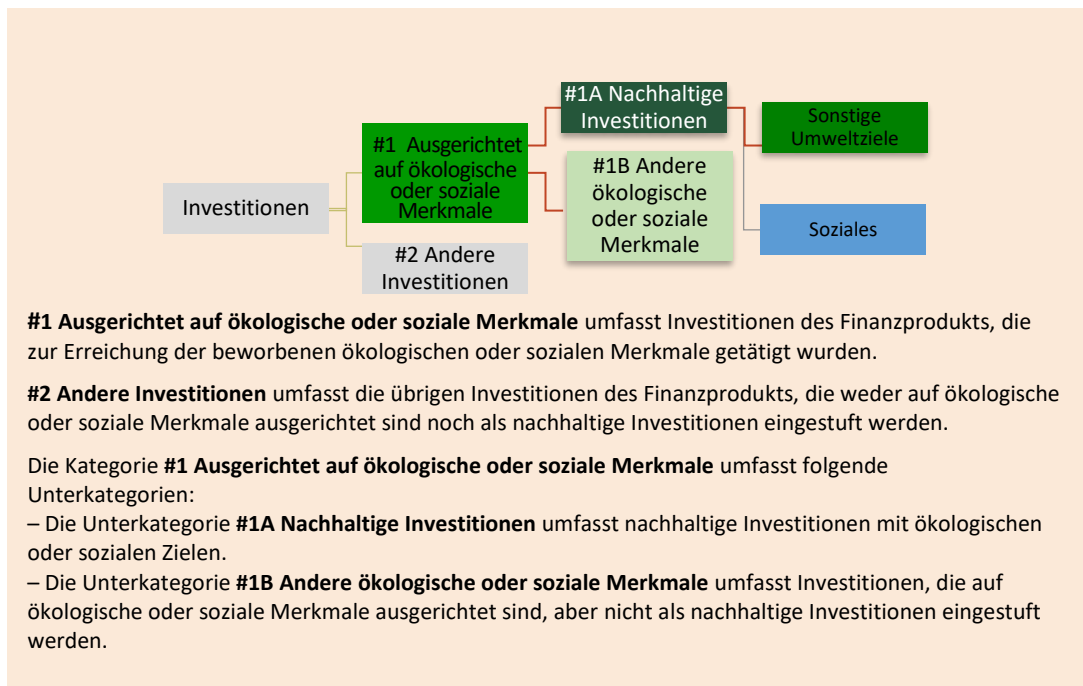 #1A Nachhaltige
Investitionen
Sonstige
Umweltziele
#1 Ausgerichtet
auf ökologische
oder soziale
Merkmale
#1B Andere
ökologische
oder soziale
Merkmale
Investitionen
Soziales
#2 Andere
Investitionen
#1 Ausgerichtet auf ökologische oder soziale Merkmale umfasst Investitionen des Finanzprodukts, die
zur Erreichung der beworbenen ökologischen oder sozialen Merkmale getätigt wurden.
#2 Andere Investitionen umfasst die übrigen Investitionen des Finanzprodukts, die weder auf ökologische
oder soziale Merkmale ausgerichtet sind noch als nachhaltige Investitionen eingestuft werden.
Die Kategorie #1 Ausgerichtet auf ökologische oder soziale Merkmale umfasst folgende
Unterkategorien:
– Die Unterkategorie #1A Nachhaltige Investitionen umfasst nachhaltige Investitionen mit ökologischen
oder sozialen Zielen.
– Die Unterkategorie #1B Andere ökologische oder soziale Merkmale umfasst Investitionen, die auf
ökologische oder soziale Merkmale ausgerichtet sind, aber nicht als nachhaltige Investitionen eingestuft
werden.